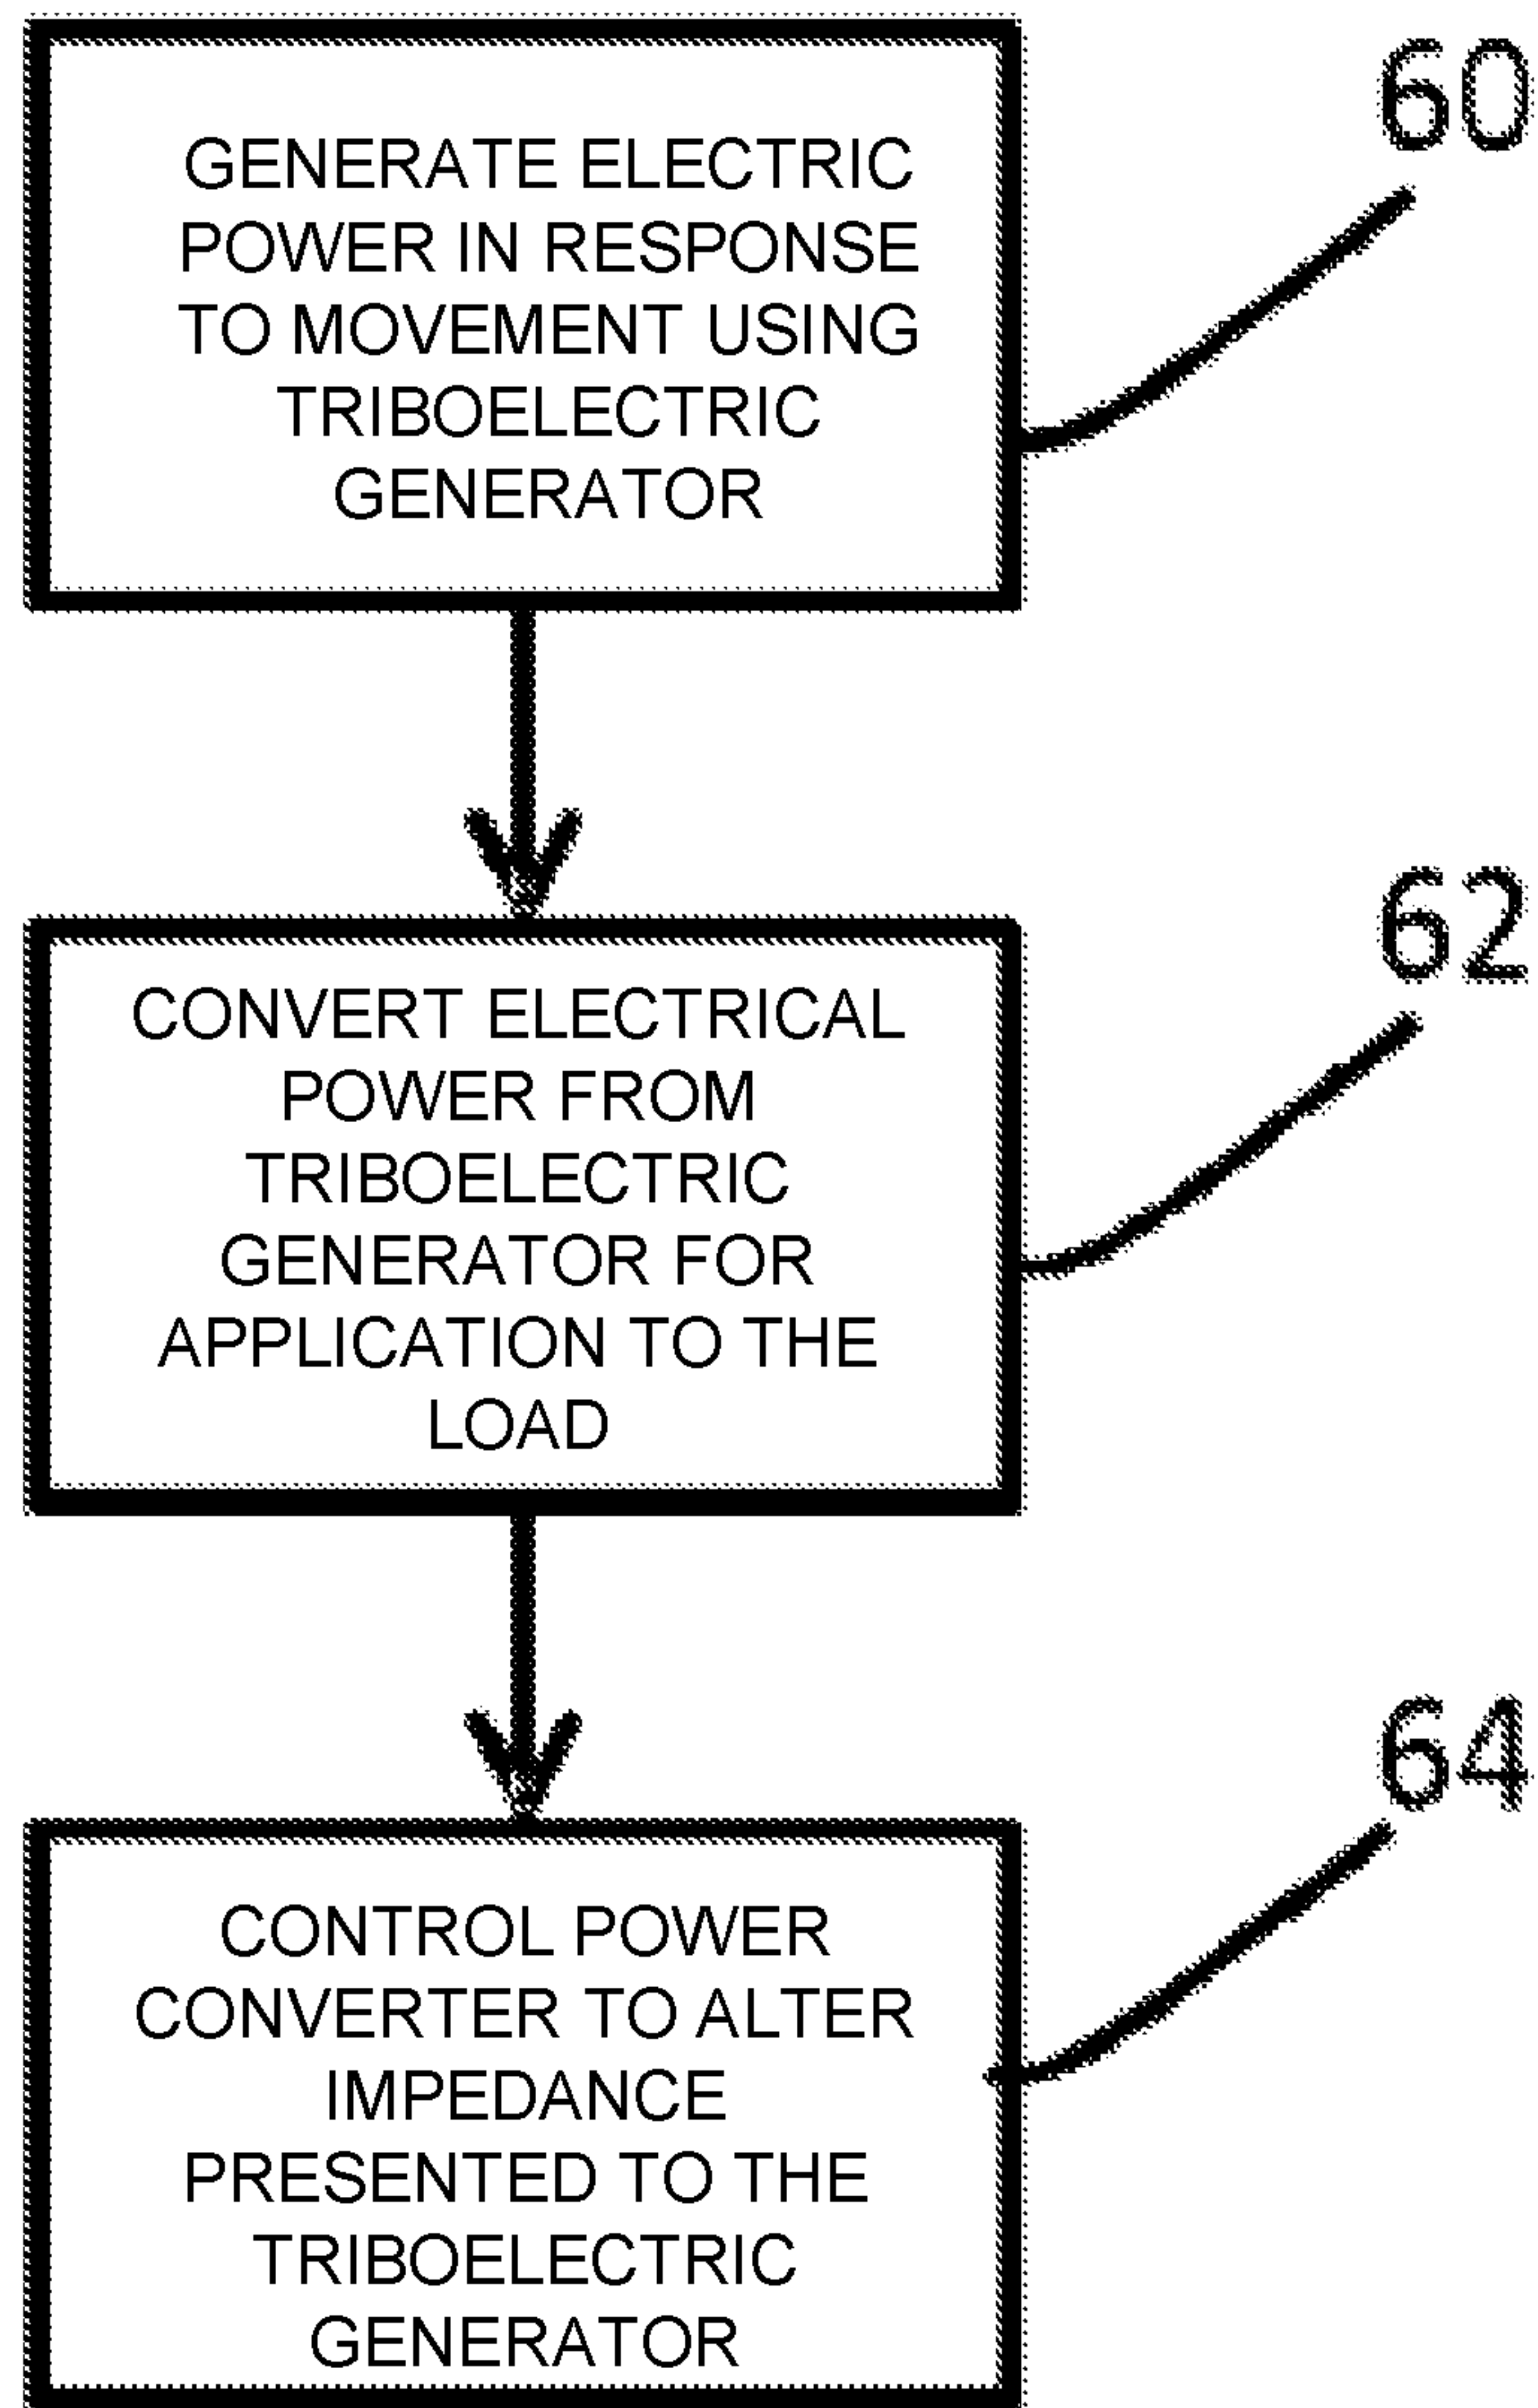 60
GENERATE ELECTRIC
POWER IN RESPONSE
TO MOVEMENT USING
TRIBOELECTRIC
GENERATOR
62
CONVERT ELECTRICAL
POWER FROM
TRIBOELECTRIC
GENERATOR FOR
APPLICATION TO THE
LOAD
64
CONTROL POWER
CONVERTER TO ALTER
IMPEDANCE
PRESENTED TO THE
TRIBOELECTRIC
GENERATOR